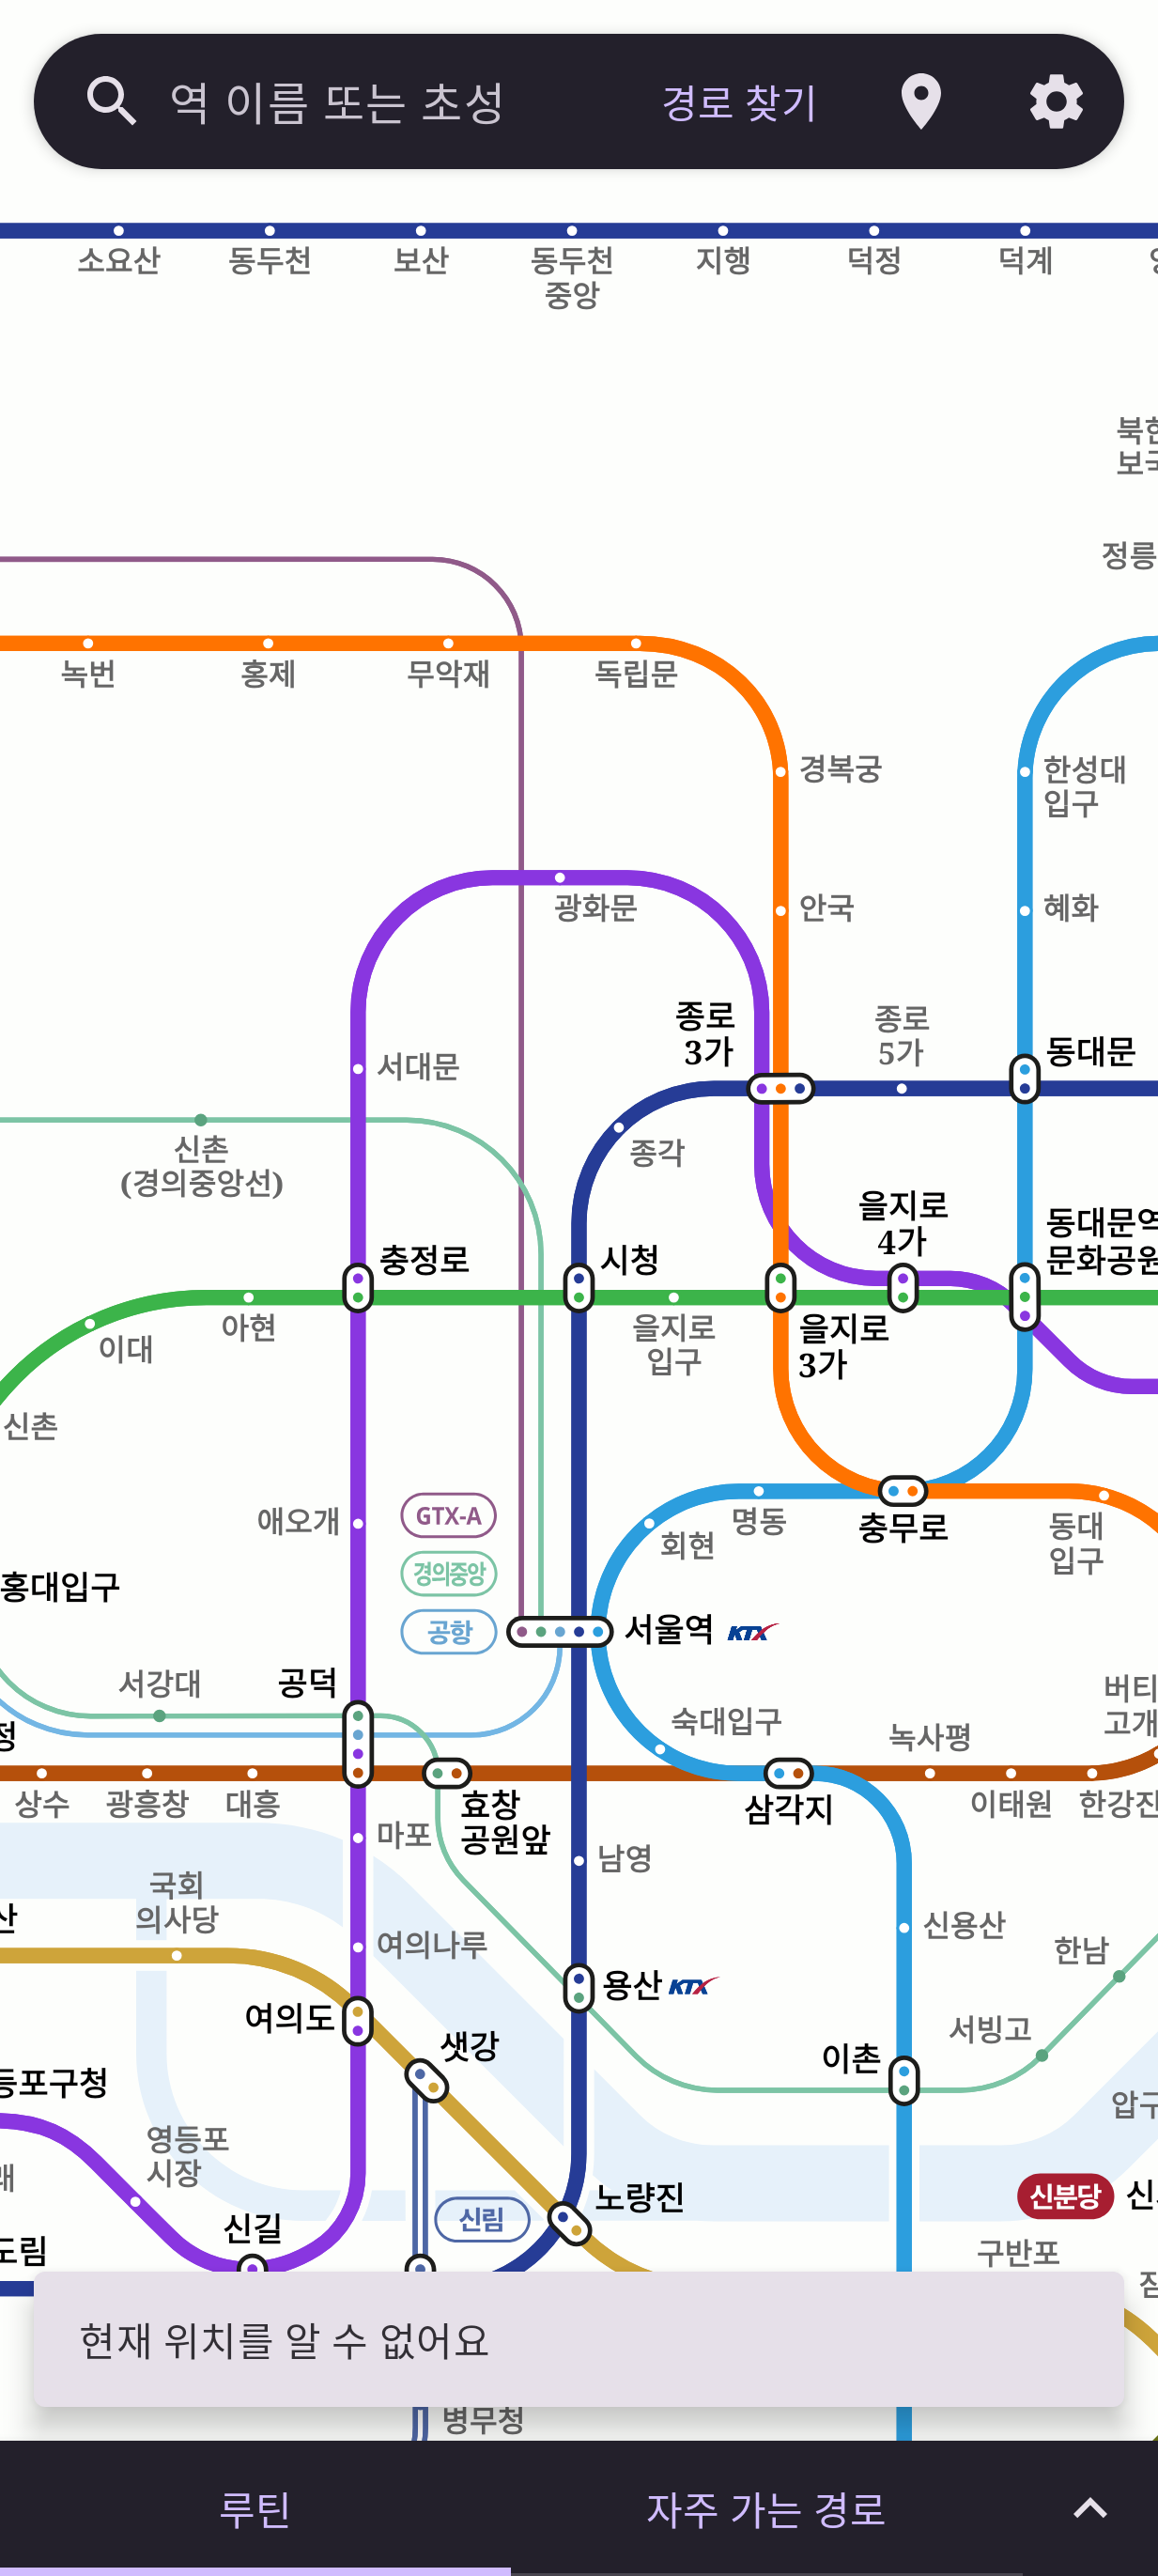 역 이름 또는 초성
경로 찾기
소요산
동두천
보산
동두천
중앙
지행
덕정
덕계
정릉
녹번
홍제
무악재
독립문
경복궁
한성대
입구
광화문
안국
혜화
종로
3가
종로
5가
동대문
서대문
신촌
(경의중앙선)
종각
을지로
4가
충정로
시청
동대문역
문화공원
이대
아현
을지로
입구
을지로
3가
신촌
애오개
GTX-A
경의중앙
공항
회현
명동
충무로
동대
입구
홍대입구
서울역
KTX
서강대
공덕
숙대입구
녹사평
버티
고개
상수
광흥창
대흥
효창
공원앞
삼각지
이태원
한강진
마포
남영
국회
의사당
여의나루
신용산
한남
용산
KTX
여의도
샛강
서빙고
이촌
등포구청
압구
영등포
시장
신길
신림
노량진
신분당
도림
구반포
현재 위치를 알 수 없어요
병무청
루틴
자주 가는 경로